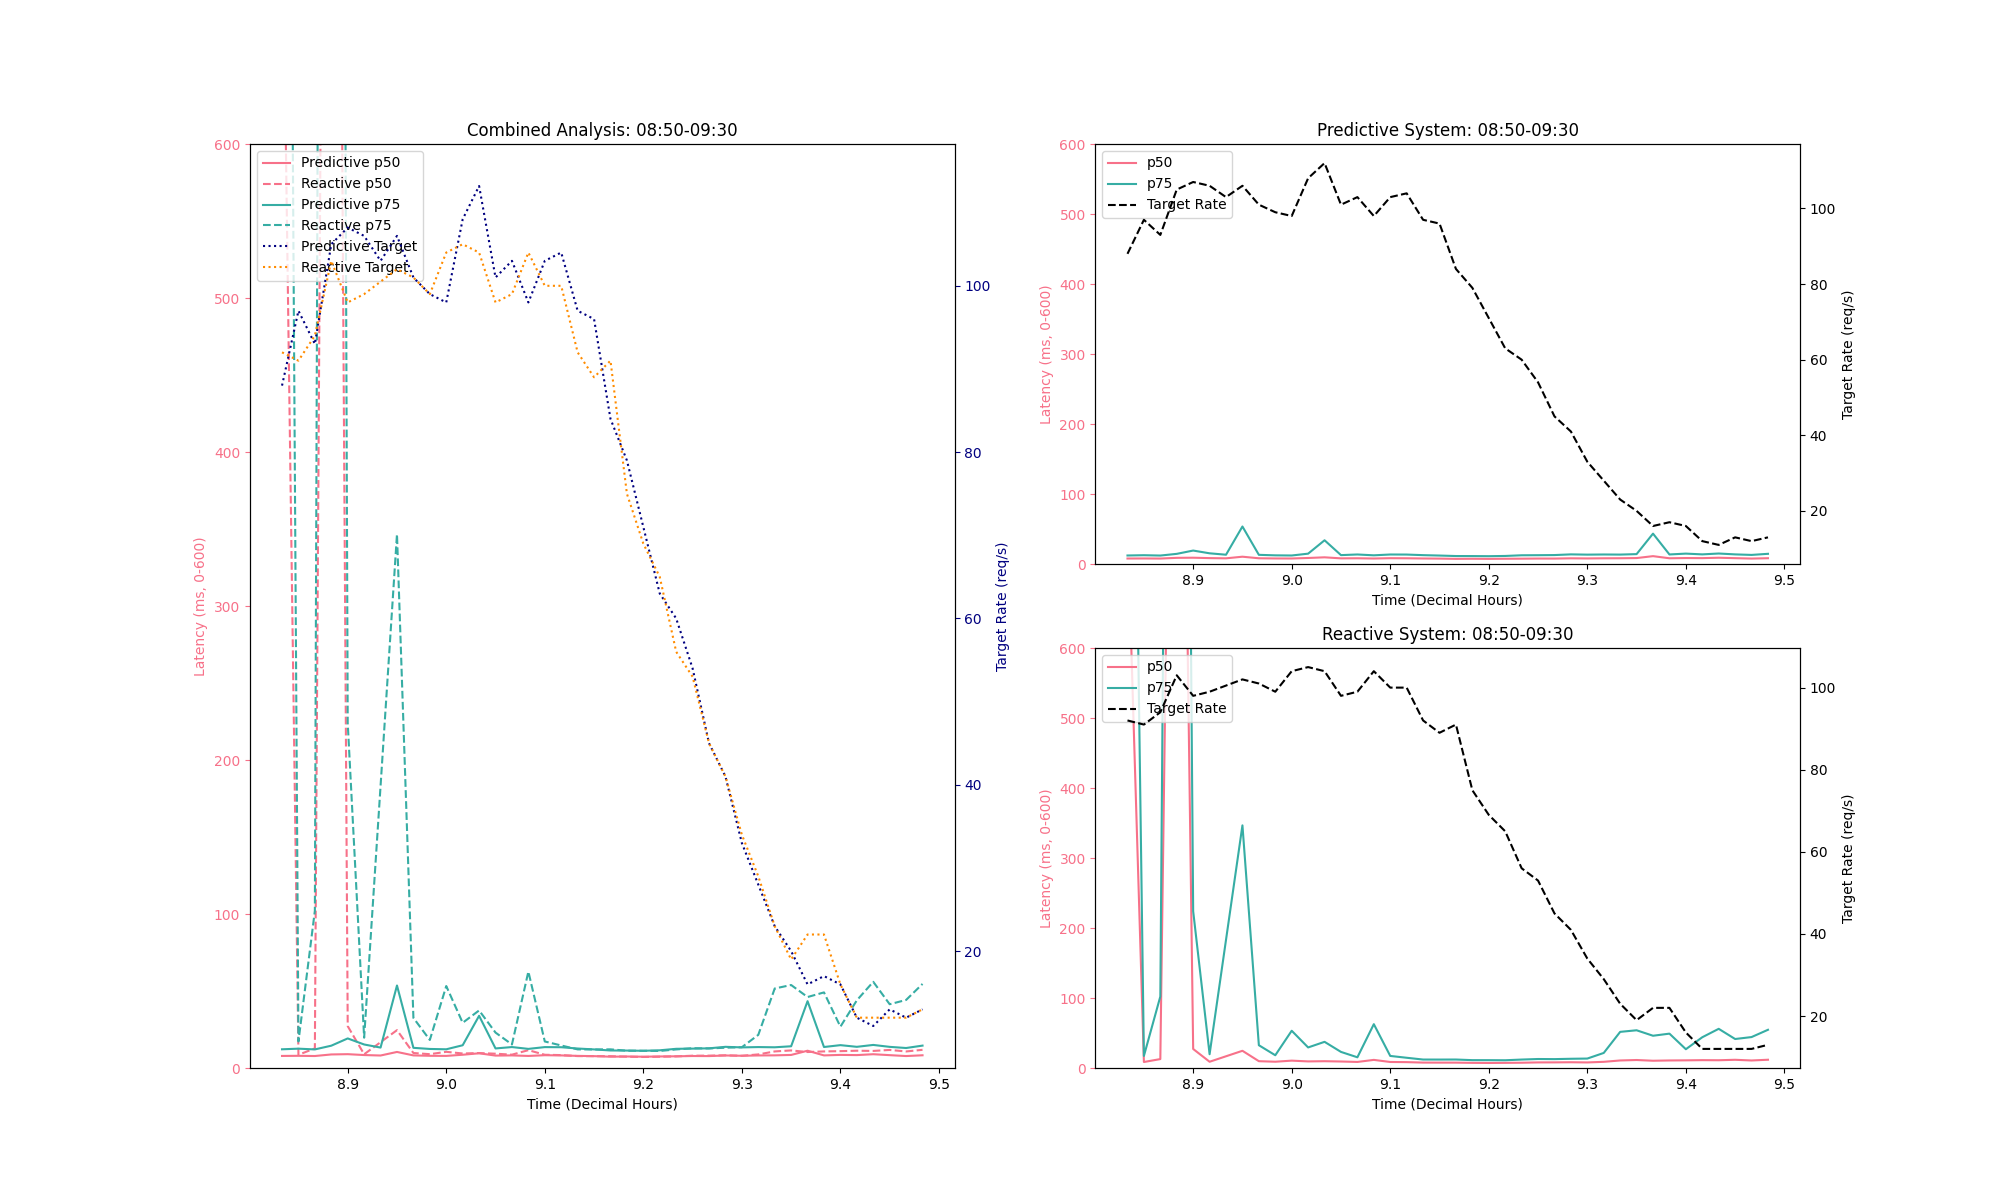 Combined Analysis: 08:50-09:30
600
500
400
300
200
100
0
Latency (ms, 0-600)
Predictive p50
Reactive p50
Predictive p75
Reactive p75
Predictive Target
Reactive Target
100
80
60
40
20
Target Rate (req/s)
8.9 9.0 9.1 9.2 9.3 9.4 9.5
Time (Decimal Hours)
Predictive System: 08:50-09:30
600
500
400
300
200
100
0
Latency (ms, 0-600)
p50
p75
Target Rate
100
80
60
40
20
Target Rate (req/s)
8.9 9.0 9.1 9.2 9.3 9.4 9.5
Time (Decimal Hours)
Reactive System: 08:50-09:30
600
500
400
300
200
100
0
Latency (ms, 0-600)
p50
p75
Target Rate
100
80
60
40
20
Target Rate (req/s)
8.9 9.0 9.1 9.2 9.3 9.4 9.5
Time (Decimal Hours)